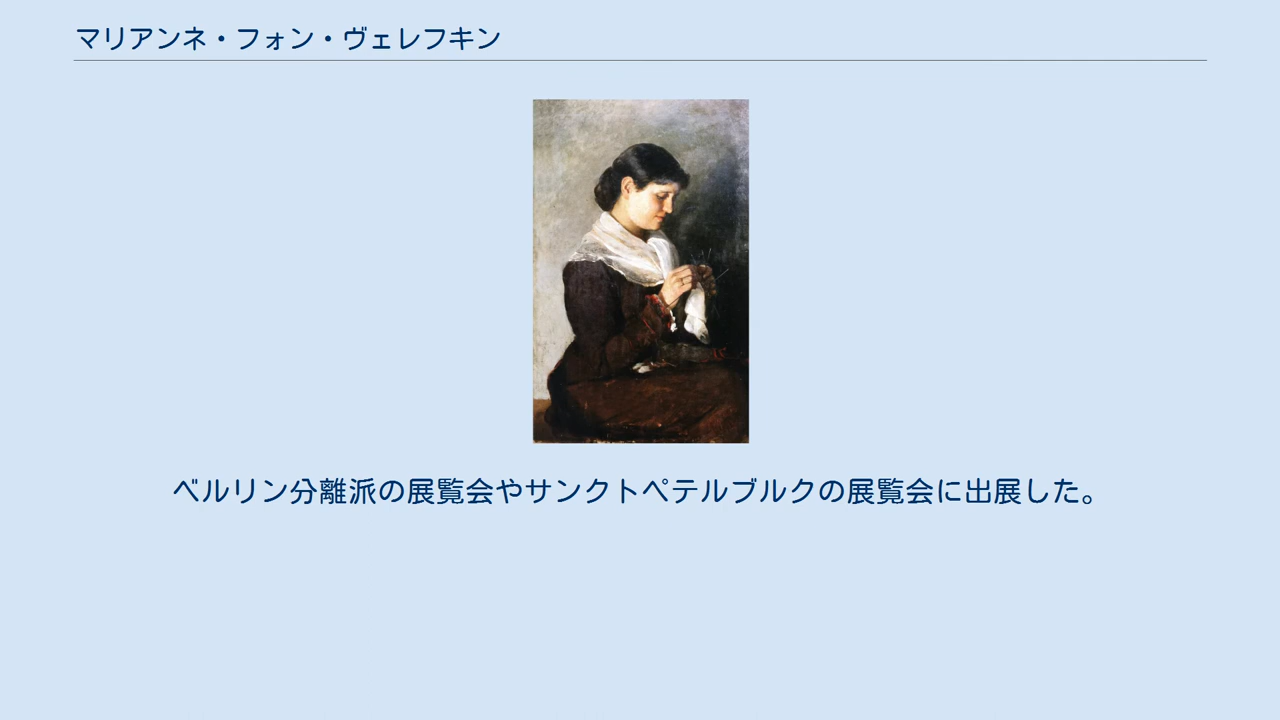 マリアンネ・フォン・ヴェレフキン
ベルリン分離派の展覧会やサンクトペテルブルクの展覧会に出展した。